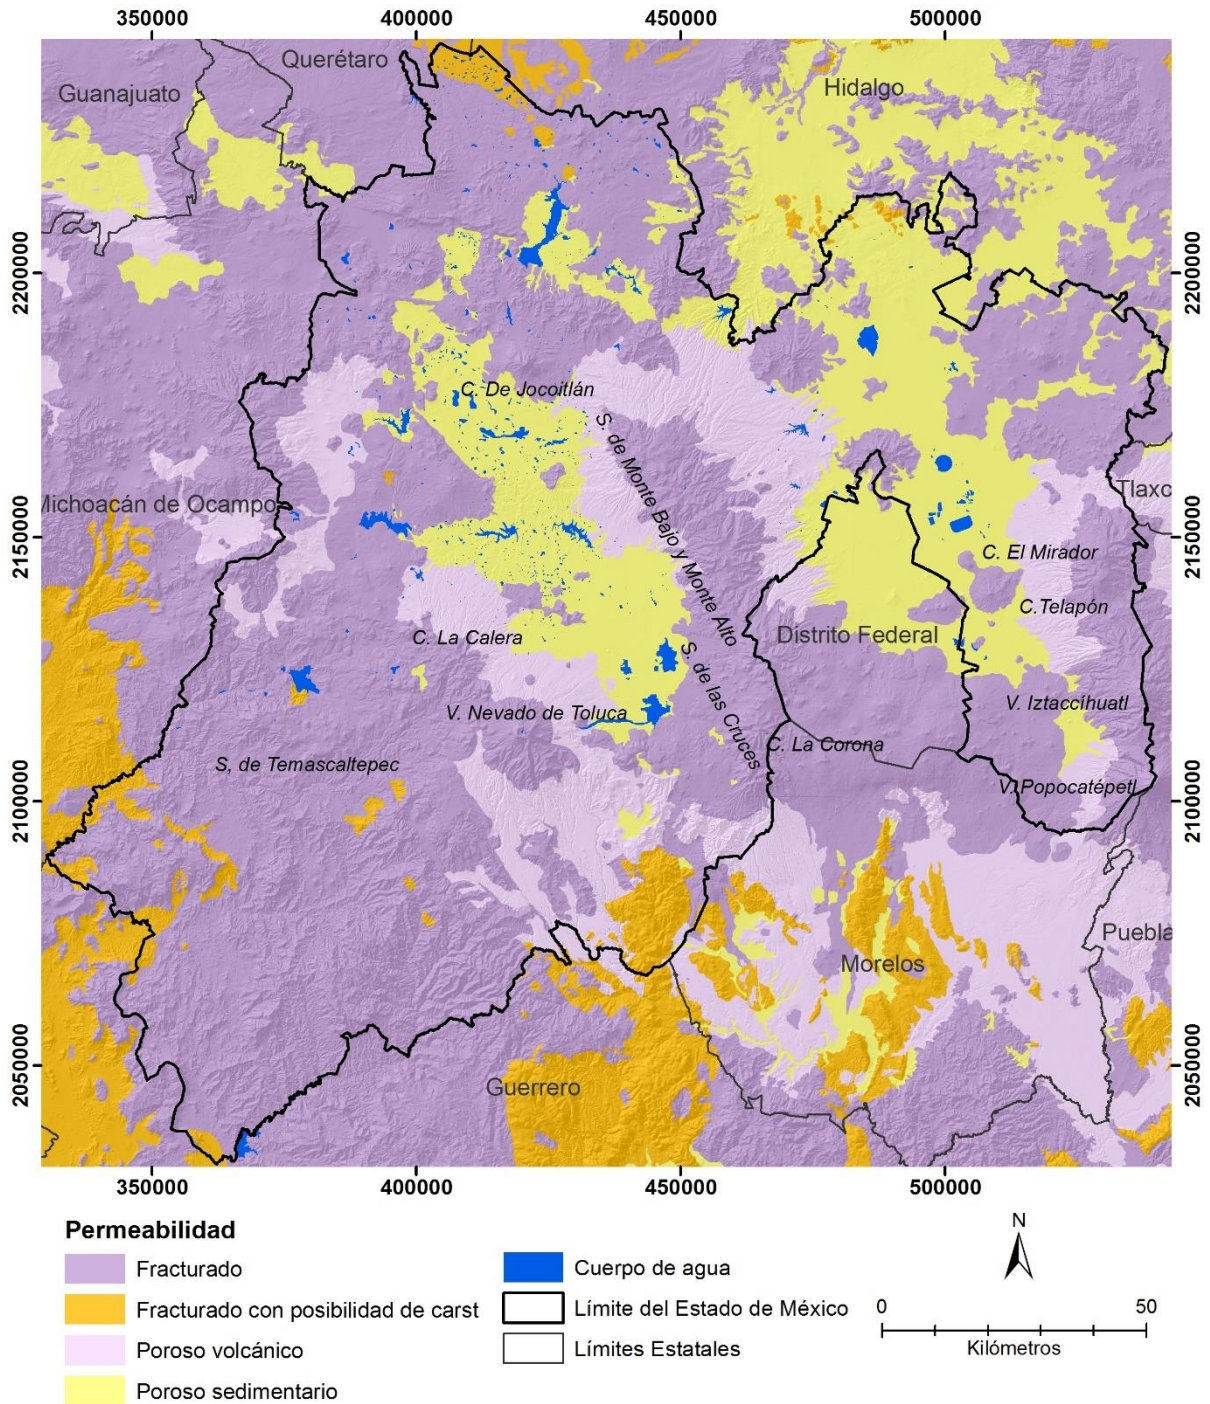 350000 400000 450000 500000
Querétaro
Guanajuato
Hidalgo
2200000
2200000
C. De Jocoitlán
S. de Monte Bajo y Monte Alto
Michoacán de Ocampo
Tlaxc
2150000
2150000
C. El Mirador
C.Telapón
C. La Calera
Distrito Federal
S. de las Cruces
V. Iztaccíhuatl
V. Nevado de Toluca
C. La Corona
S, de Temascaltepec
V. Popocatépetl
2100000
2100000
Puebla
Morelos
2050000
2050000
Guerrero
350000 400000 450000 500000
Permeabilidad
Fracturado
Fracturado con posibilidad de carst
Poroso volcánico
Poroso sedimentario
Cuerpo de agua
Límite del Estado de México
Límites Estatales
N
0 50
Kilómetros